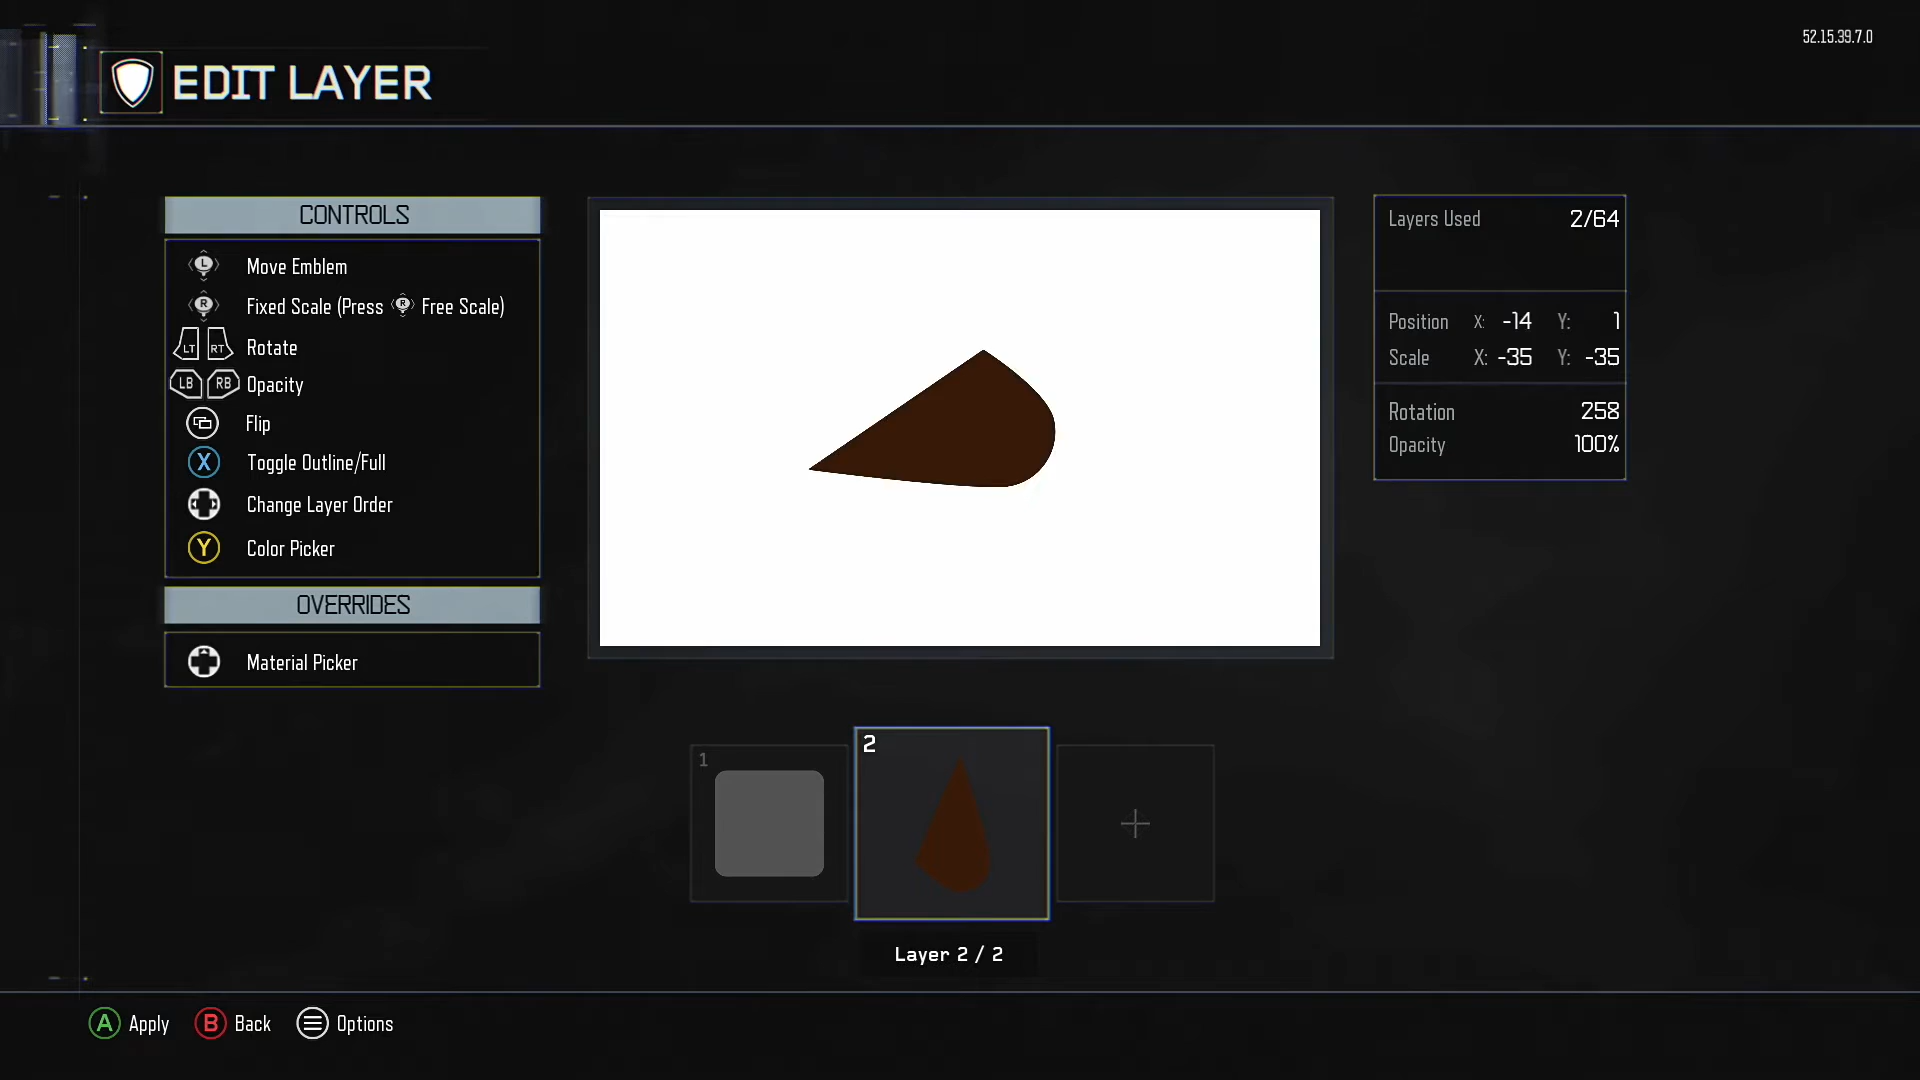 52.15.39.7.0
EDIT LAYER
CONTROLS
L Move Emblem
R Fixed Scale (Press R Free Scale)
LT RT Rotate
LB RB Opacity
Flip
X Toggle Outline/Full
Change Layer Order
Y Color Picker
OVERRIDES
Material Picker
Layers Used 2/64
Position X: -14 Y: 1
Scale X: -35 Y: -35
Rotation 258
Opacity 100%
1
2
Layer 2 / 2
A Apply B Back Options